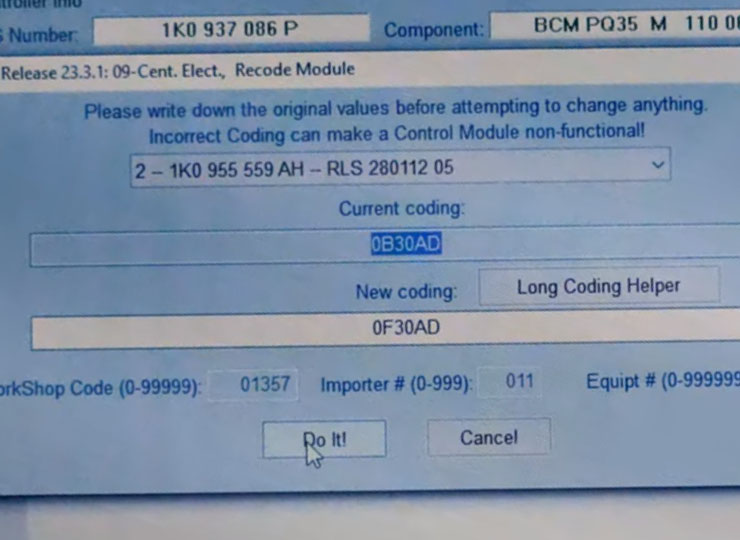 Number: 1K0 937 086 P Component: BCM PQ35 M 110
Release 23.3.1: 09-Cent. Elect., Recode Module
Please write down the original values before attempting to change anything.
Incorrect Coding can make a Control Module non-functional!
2 – 1K0 955 559 AH – RLS 280112 05
Current coding:
0B30AD
New coding: Long Coding Helper
0F30AD
orkShop Code (0-99999): 01357 Importer # (0-999): 011 Equipt # (0-999999
Do It! Cancel